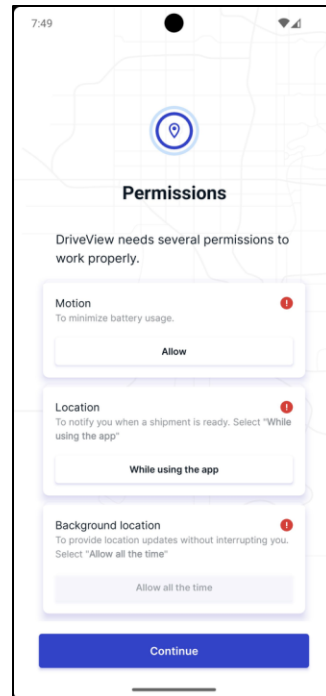 7:49
Permissions
DriveView needs several permissions to
work properly.
Motion
To minimize battery usage.
Allow
Location
To notify you when a shipment is ready. Select "While
using the app"
While using the app
Background location
To provide location updates without interrupting you.
Select "Allow all the time"
Allow all the time
Continue